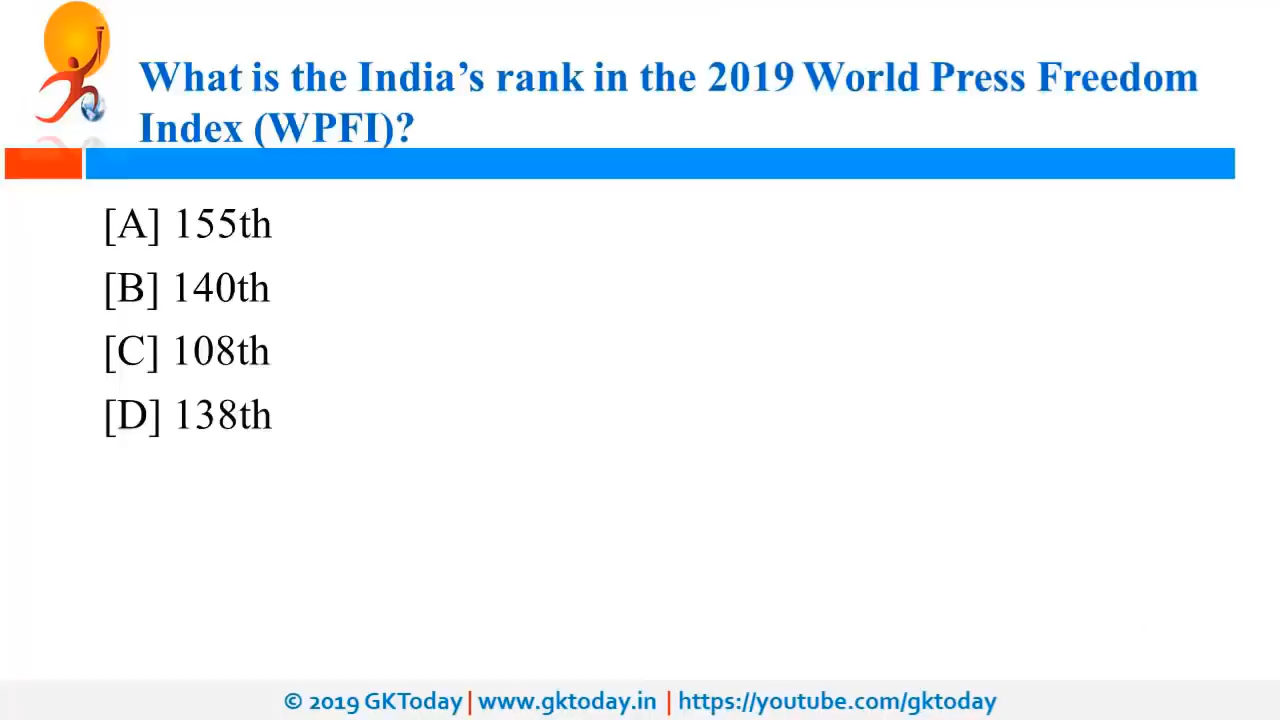 What is the India’s rank in the 2019 World Press Freedom
Index (WPFI)?
[A] 155th
[B] 140th
[C] 108th
[D] 138th
© 2019 GKToday | www.gktoday.in | https://youtube.com/gktoday